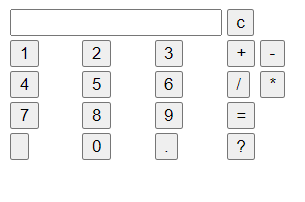 c
1 2 3 + -
4 5 6 / *
7 8 9 =
0 . ?